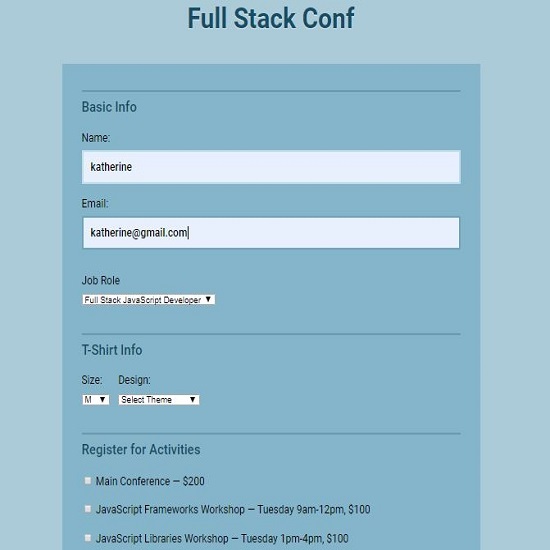 Full Stack Conf
Basic Info
Name:
katherine
Email:
katherine@gmail.com
Job Role
Full Stack JavaScript Developer
T-Shirt Info
Size: Design:
M Select Theme
Register for Activities
Main Conference — $200
JavaScript Frameworks Workshop — Tuesday 9am-12pm, $100
JavaScript Libraries Workshop — Tuesday 1pm-4pm, $100